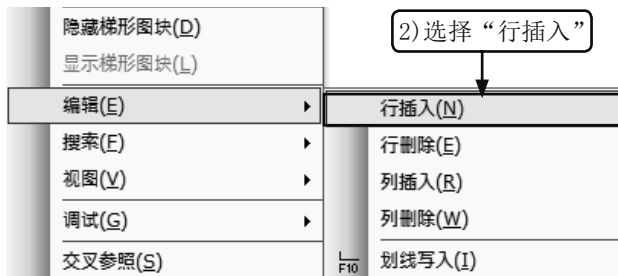 隐藏梯形图块(D)
2)选择“行插入”
显示梯形图块(L)
编辑(E)
行插入(N)
搜索(F)
行删除(E)
视图(V)
列插入(R)
调试(G)
列删除(W)
交叉参照(S)
F10 划线写入(I)